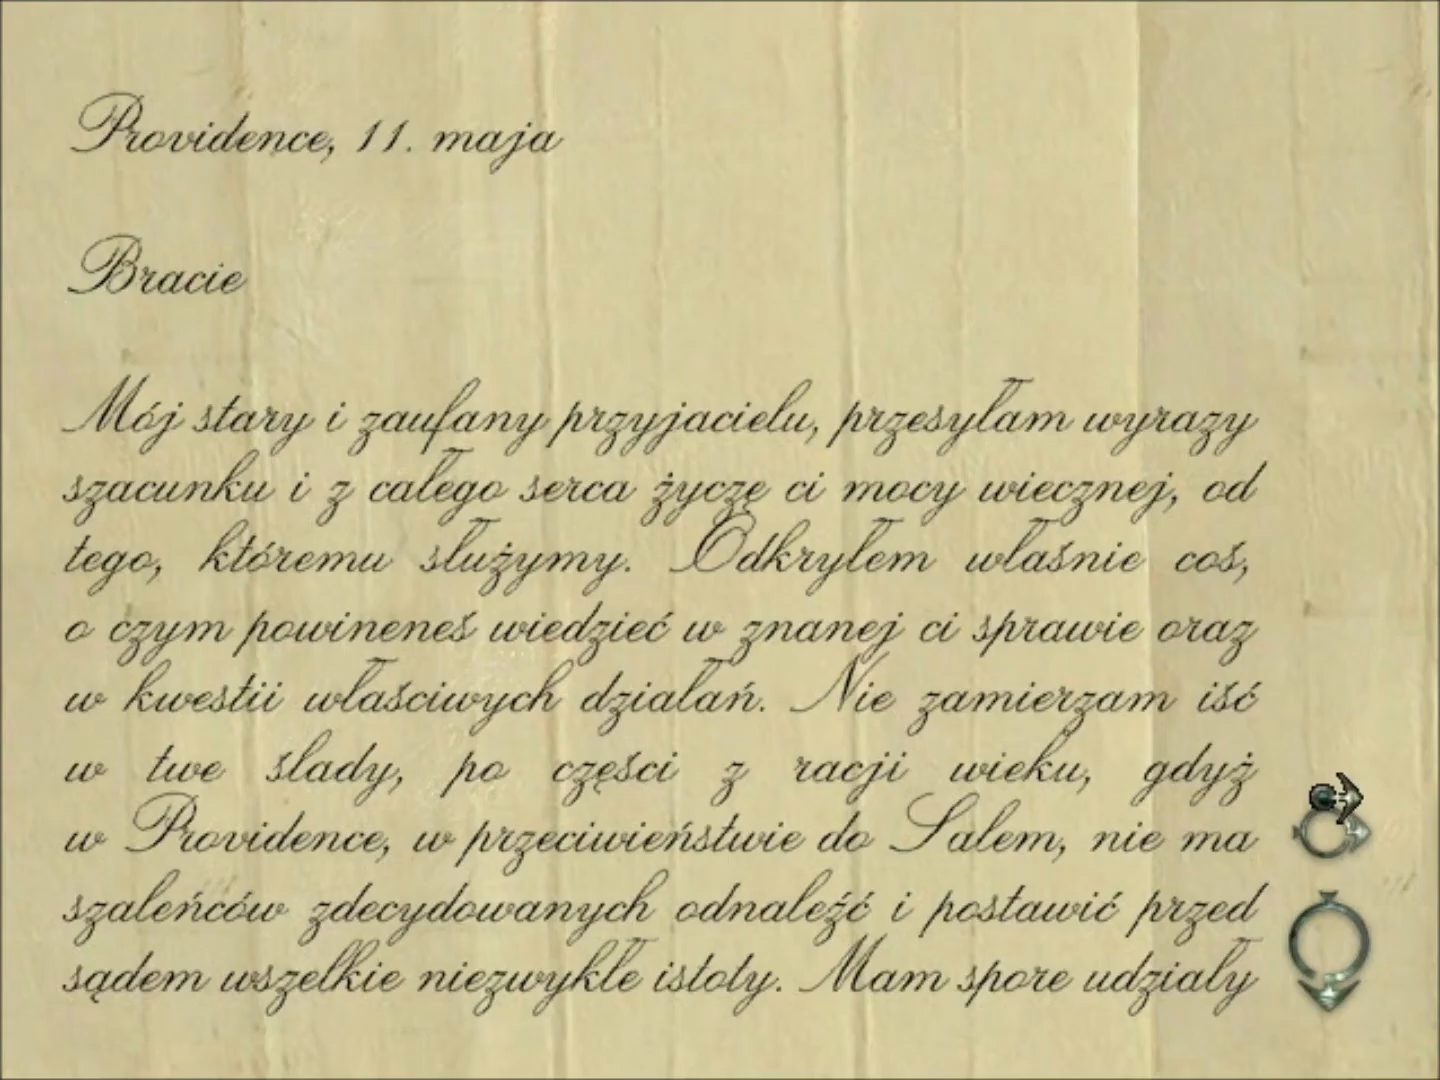 Providence, 11. maja
Bracie
Mój stary i zaufany przyjacielu, przesyłam wyrazy
szacunku i z całego serca życzę ci mocy wiecznej, od
tego, któremu służymy. Odkryłem właśnie coś,
o czym powineneś wiedzieć w znanej ci sprawie oraz
w kwestii właściwych działań. Nie zamierzam iść
w twe ślady, po części z racji wieku, gdyż
w Providence, w przeciwieństwie do Salem, nie ma
szaleńców zdecydowanych odnaleźć i postawić przed
sądem wszelkie niezwykłe istoty. Mam spore udziały